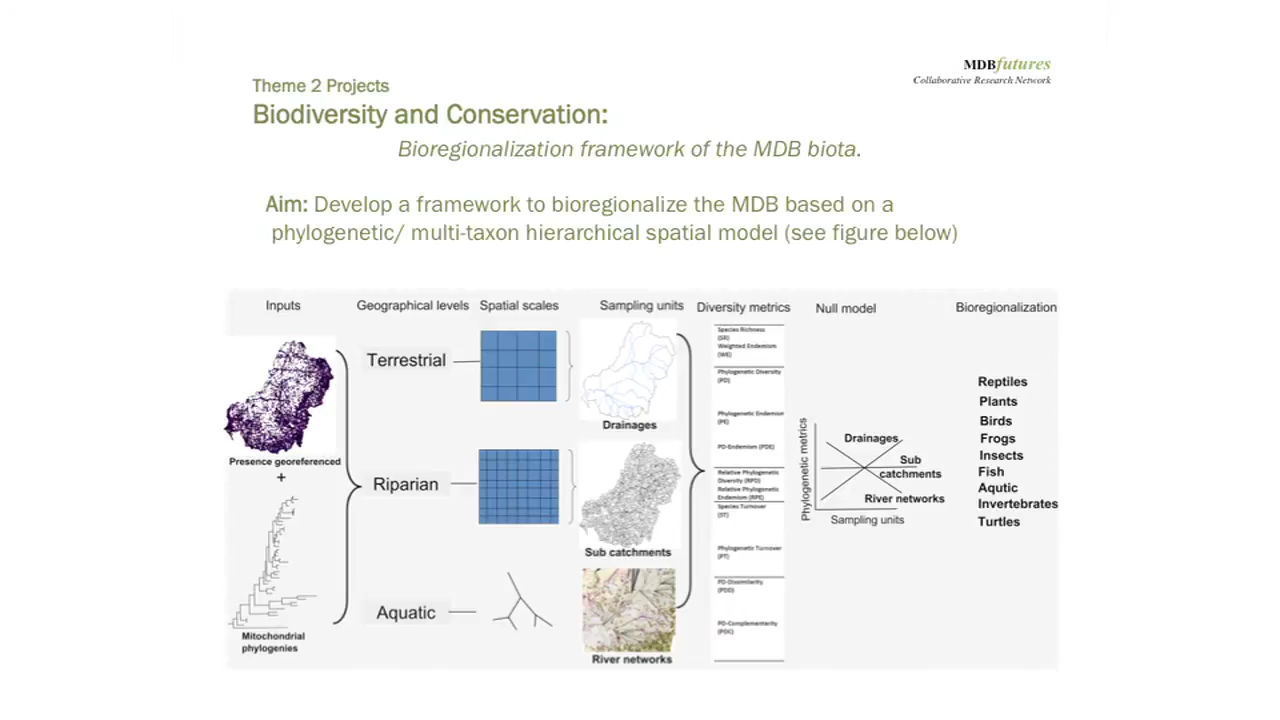 MDBfutures
Collaborative Research Network
Theme 2 Projects
Biodiversity and Conservation:
Bioregionalization framework of the MDB biota.
Aim: Develop a framework to bioregionalize the MDB based on a
phylogenetic/ multi-taxon hierarchical spatial model (see figure below)
Inputs
Geographical levels
Spatial scales
Sampling units
Diversity metrics
Null model
Bioregionalization
Presence georeferenced
+
Mitochondrial
phylogenies
Terrestrial
Riparian
Aquatic
Drainages
Sub catchments
River networks
Species Richness
(SR)
Weighted Endemism
(WE)
Phylogenetic Diversity
(PD)
Phylogenetic Endemism
(PE)
PD-Endemism (PDE)
Relative Phylogenetic
Diversity (RPD)
Relative Phylogenetic
Endemism (RPE)
Species Turnover
(ST)
Phylogenetic Turnover
(PT)
PD-Dissimilarity
(PDD)
PD-Complementarity
(PDC)
Phylogenetic metrics
Drainages
Sub
catchments
River networks
Sampling units
Reptiles
Plants
Birds
Frogs
Insects
Fish
Aqutic
Invertebrates
Turtles